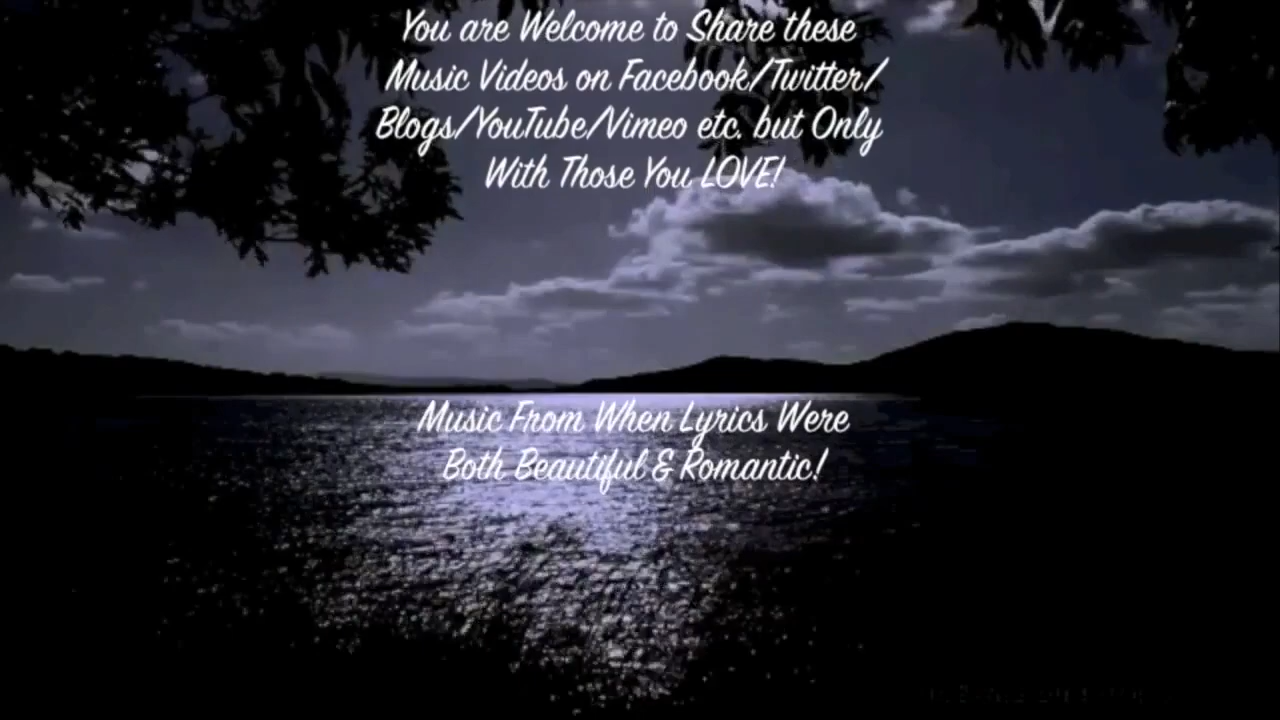 You are Welcome to Share these
Music Videos on Facebook/Twitter/
Blogs/YouTube/Vimeo etc. but Only
With Those You LOVE!
Music From When Lyrics Were
Both Beautiful & Romantic!